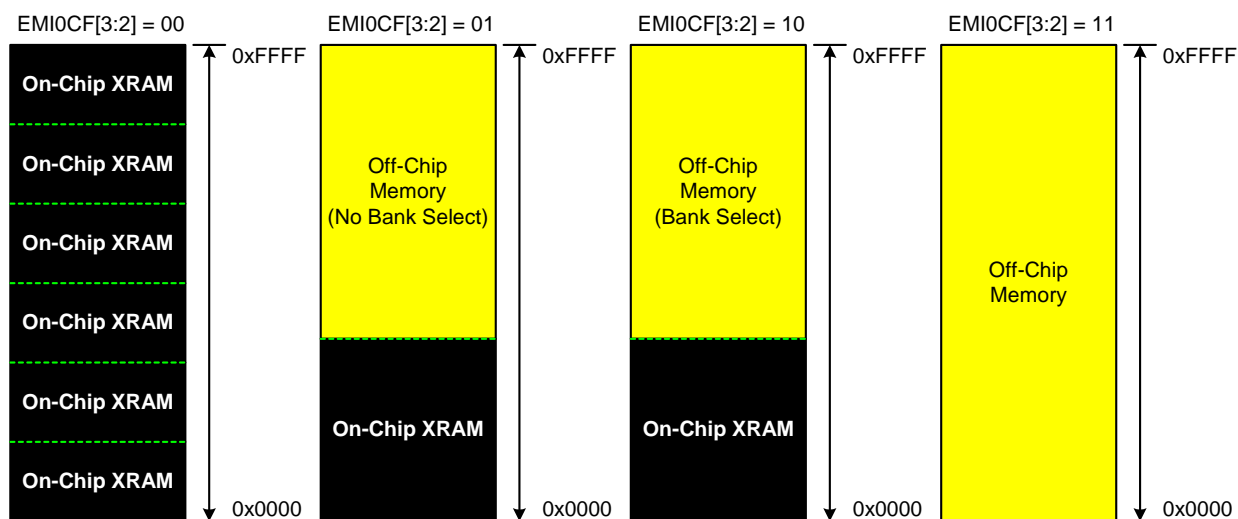 EMI0CF[3:2] = 00
0xFFFF
On-Chip XRAM
On-Chip XRAM
On-Chip XRAM
On-Chip XRAM
On-Chip XRAM
On-Chip XRAM
0x0000
EMI0CF[3:2] = 01
0xFFFF
Off-Chip
Memory
(No Bank Select)
On-Chip XRAM
0x0000
EMI0CF[3:2] = 10
0xFFFF
Off-Chip
Memory
(Bank Select)
On-Chip XRAM
0x0000
EMI0CF[3:2] = 11
0xFFFF
Off-Chip
Memory
0x0000